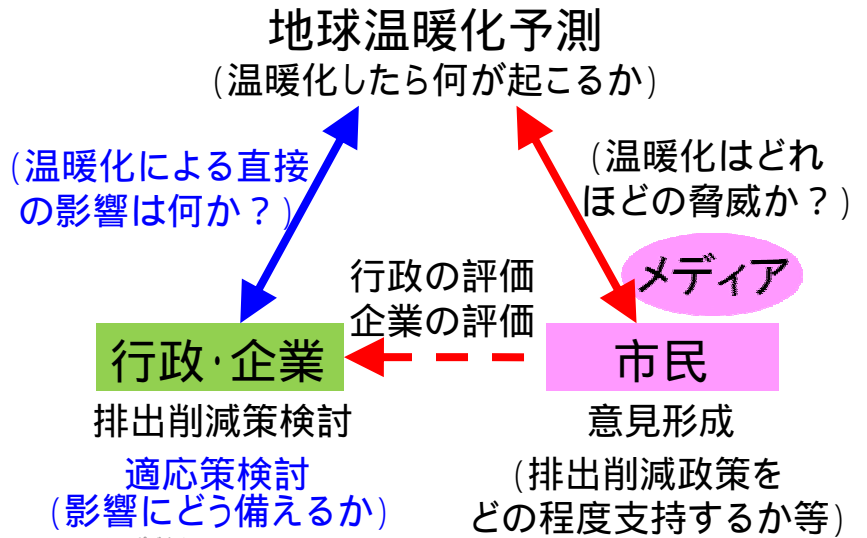 地球温暖化予測
(温暖化したら何が起こるか)
(温暖化による直接
の影響は何か？)
(温暖化はどれ
ほどの脅威か？)
メディア
行政の評価
企業の評価
行政・企業
市民
排出削減策検討
意見形成
適応策検討
(影響にどう備えるか)
(排出削減政策を
どの程度支持するか等)